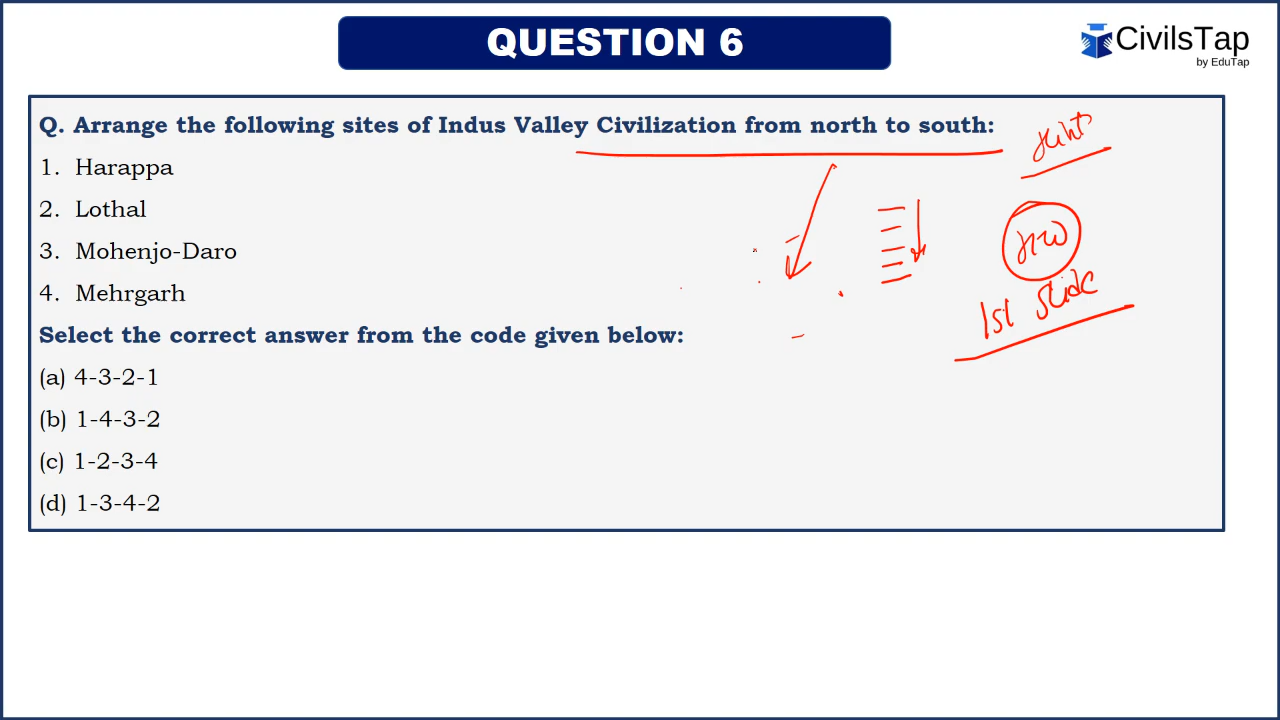 QUESTION 6
CivilsTap
by EduTap
Q. Arrange the following sites of Indus Valley Civilization from north to south:
1. Harappa
2. Lothal
3. Mohenjo-Daro
4. Mehrgarh
Select the correct answer from the code given below:
(a) 4-3-2-1
(b) 1-4-3-2
(c) 1-2-3-4
(d) 1-3-4-2
1st slide